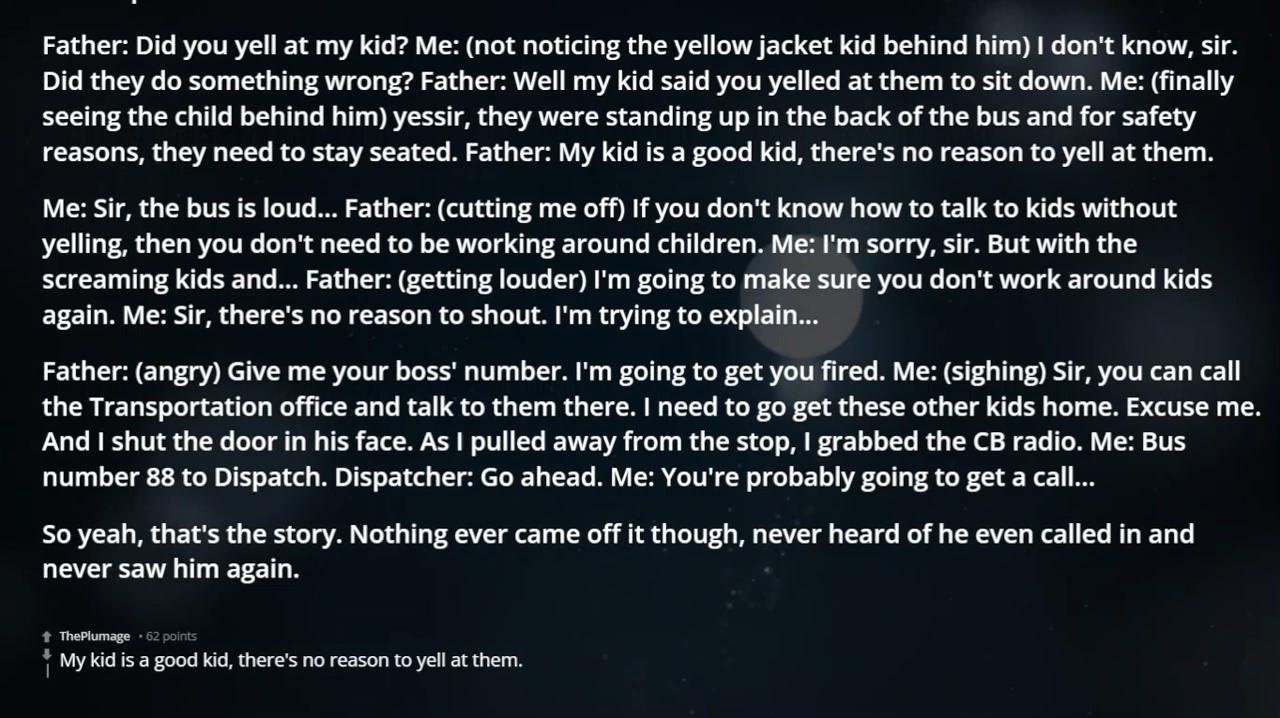 Father: Did you yell at my kid? Me: (not noticing the yellow jacket kid behind him) I don't know, sir.
Did they do something wrong? Father: Well my kid said you yelled at them to sit down. Me: (finally
seeing the child behind him) yessir, they were standing up in the back of the bus and for safety
reasons, they need to stay seated. Father: My kid is a good kid, there's no reason to yell at them.
Me: Sir, the bus is loud... Father: (cutting me off) If you don't know how to talk to kids without
yelling, then you don't need to be working around children. Me: I'm sorry, sir. But with the
screaming kids and... Father: (getting louder) I'm going to make sure you don't work around kids
again. Me: Sir, there's no reason to shout. I'm trying to explain...
Father: (angry) Give me your boss' number. I'm going to get you fired. Me: (sighing) Sir, you can call
the Transportation office and talk to them there. I need to go get these other kids home. Excuse me.
And I shut the door in his face. As I pulled away from the stop, I grabbed the CB radio. Me: Bus
number 88 to Dispatch. Dispatcher: Go ahead. Me: You're probably going to get a call...
So yeah, that's the story. Nothing ever came off it though, never heard of he even called in and
never saw him again.
ThePlumage • 62 points
My kid is a good kid, there's no reason to yell at them.